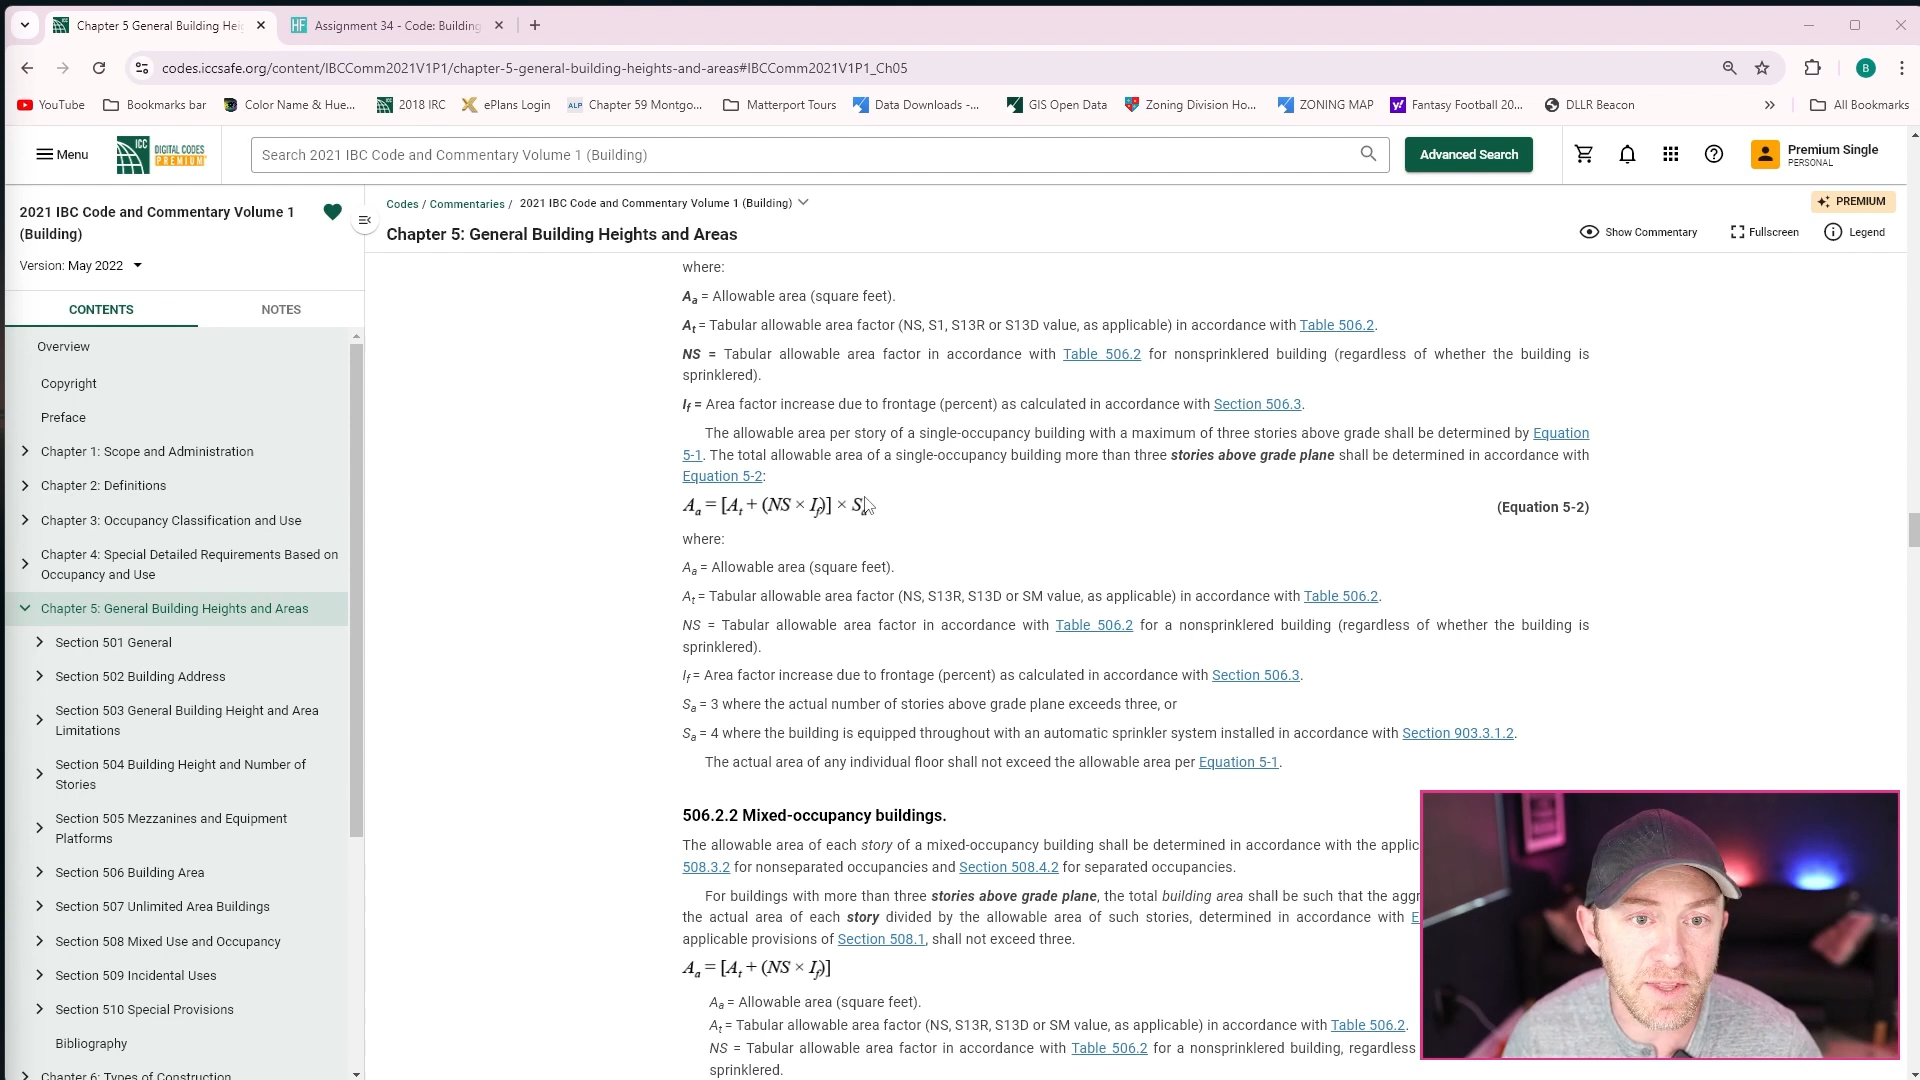 Chapter 5 General Building Hei
Assignment 34 - Code: Building
codes.iccsafe.org/content/IBCComm2021V1P1/chapter-5-general-building-heights-and-areas#IBCComm2021V1P1_Ch05
B
YouTube
Bookmarks bar
Color Name & Hue...
2018 IRC
ePlans Login
ALP
Chapter 59 Montgo...
Matterport Tours
Data Downloads -...
GIS Open Data
Zoning Division Ho...
ZONING MAP
Fantasy Football 20...
DLLR Beacon
All Bookmarks
Menu
ICC
DIGITAL CODES
PREMIUM
Search 2021 IBC Code and Commentary Volume 1 (Building)
Advanced Search
Premium Single
PERSONAL
2021 IBC Code and Commentary Volume 1
(Building)
Version: May 2022
CONTENTS
NOTES
Overview
Copyright
Preface
Chapter 1: Scope and Administration
Chapter 2: Definitions
Chapter 3: Occupancy Classification and Use
Chapter 4: Special Detailed Requirements Based on
Occupancy and Use
Chapter 5: General Building Heights and Areas
Section 501 General
Section 502 Building Address
Section 503 General Building Height and Area
Limitations
Section 504 Building Height and Number of
Stories
Section 505 Mezzanines and Equipment
Platforms
Section 506 Building Area
Section 507 Unlimited Area Buildings
Section 508 Mixed Use and Occupancy
Section 509 Incidental Uses
Section 510 Special Provisions
Bibliography
Chapter 6: Types of Construction
Codes / Commentaries / 2021 IBC Code and Commentary Volume 1 (Building)
PREMIUM
Chapter 5: General Building Heights and Areas
Show Commentary
Fullscreen
Legend
where:
Aa = Allowable area (square feet).
At = Tabular allowable area factor (NS, S1, S13R or S13D value, as applicable) in accordance with Table 506.2.
NS = Tabular allowable area factor in accordance with Table 506.2 for nonsprinklered building (regardless of whether the building is
sprinklered).
If = Area factor increase due to frontage (percent) as calculated in accordance with Section 506.3.
The allowable area per story of a single-occupancy building with a maximum of three stories above grade shall be determined by Equation
5-1. The total allowable area of a single-occupancy building more than three stories above grade plane shall be determined in accordance with
Equation 5-2:
Aa = [At + (NS × If)] × Sa (Equation 5-2)
where:
Aa = Allowable area (square feet).
At = Tabular allowable area factor (NS, S13R, S13D or SM value, as applicable) in accordance with Table 506.2.
NS = Tabular allowable area factor in accordance with Table 506.2 for a nonsprinklered building (regardless of whether the building is
sprinklered).
If = Area factor increase due to frontage (percent) as calculated in accordance with Section 506.3.
Sa = 3 where the actual number of stories above grade plane exceeds three, or
Sa = 4 where the building is equipped throughout with an automatic sprinkler system installed in accordance with Section 903.3.1.2.
The actual area of any individual floor shall not exceed the allowable area per Equation 5-1.
506.2.2 Mixed-occupancy buildings.
The allowable area of each story of a mixed-occupancy building shall be determined in accordance with the applic
508.3.2 for nonseparated occupancies and Section 508.4.2 for separated occupancies.
For buildings with more than three stories above grade plane, the total building area shall be such that the aggr
the actual area of each story divided by the allowable area of such stories, determined in accordance with E
applicable provisions of Section 508.1, shall not exceed three.
Aa = [At + (NS × If)]
Aa = Allowable area (square feet).
At = Tabular allowable area factor (NS, S13R, S13D or SM value, as applicable) in accordance with Table 506.2.
NS = Tabular allowable area factor in accordance with Table 506.2 for a nonsprinklered building, regardless
sprinklered.